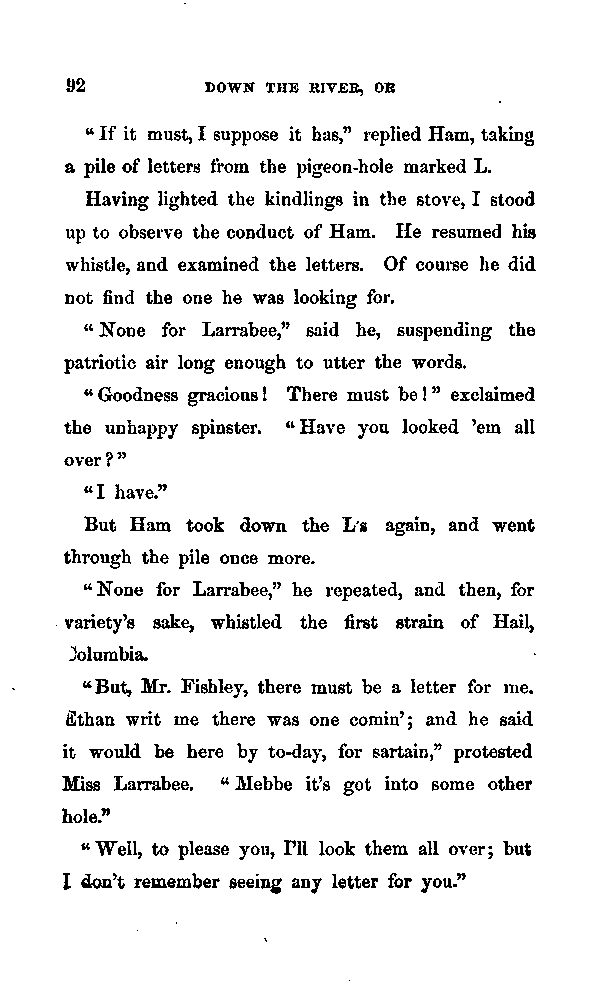 92 DOWN THE RIVER, OR
“If it must, I suppose it has,” replied Ham, taking
a pile of letters from the pigeon-hole marked L.
Having lighted the kindlings in the stove, I stood
up to observe the conduct of Ham. He resumed his
whistle, and examined the letters. Of course he did
not find the one he was looking for.
“None for Larrabee,” said he, suspending the
patriotic air long enough to utter the words.
“Goodness gracious! There must be!” exclaimed
the unhappy spinster. “Have you looked ’em all
over?”
“I have.”
But Ham took down the L’s again, and went
through the pile once more.
“None for Larrabee,” he repeated, and then, for
variety’s sake, whistled the first strain of Hail,
Columbia.
“But, Mr. Fishley, there must be a letter for me.
Ethan writ me there was one comin’; and he said
it would be here by to-day, for sartain,” protested
Miss Larrabee. “Mebbe it’s got into some other
hole.”
“Well, to please you, I’ll look them all over; but
I don’t remember seeing any letter for you.”